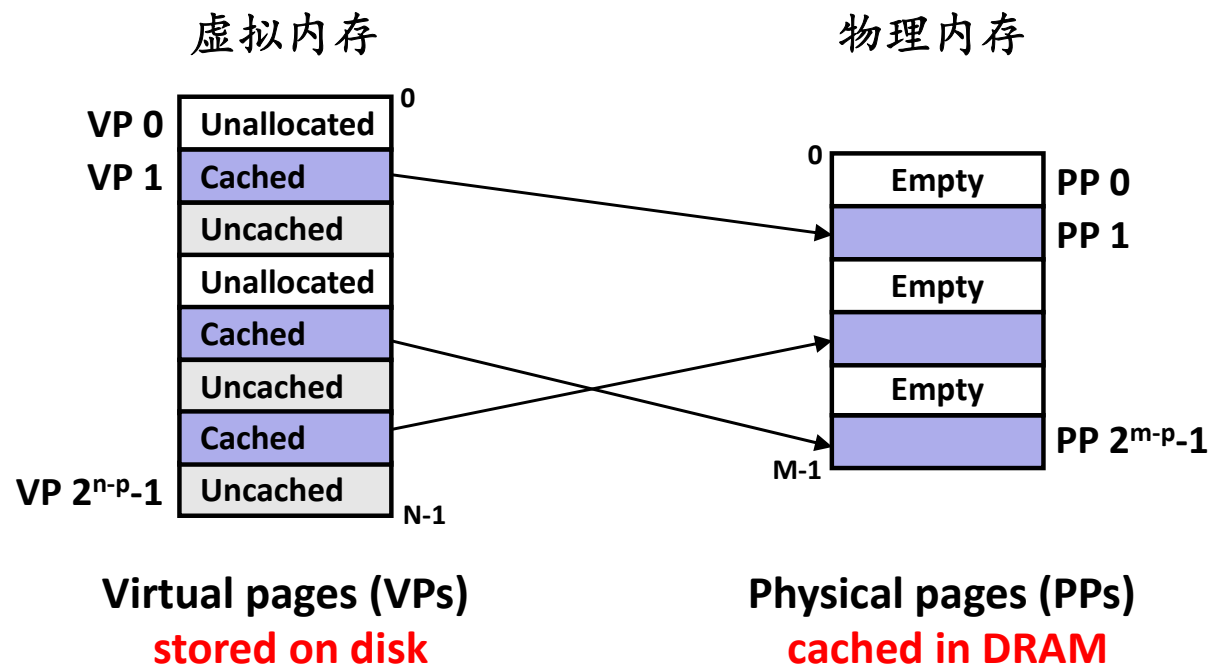 虚拟内存
物理内存
0
VP 0 Unallocated
VP 1 Cached
Uncached
Unallocated
Cached
Uncached
Cached
VP 2ⁿ⁻ᵖ-1 Uncached
N-1
0
Empty PP 0
PP 1
Empty
Empty
PP 2ᵐ⁻ᵖ-1
M-1
Virtual pages (VPs)
stored on disk
Physical pages (PPs)
cached in DRAM